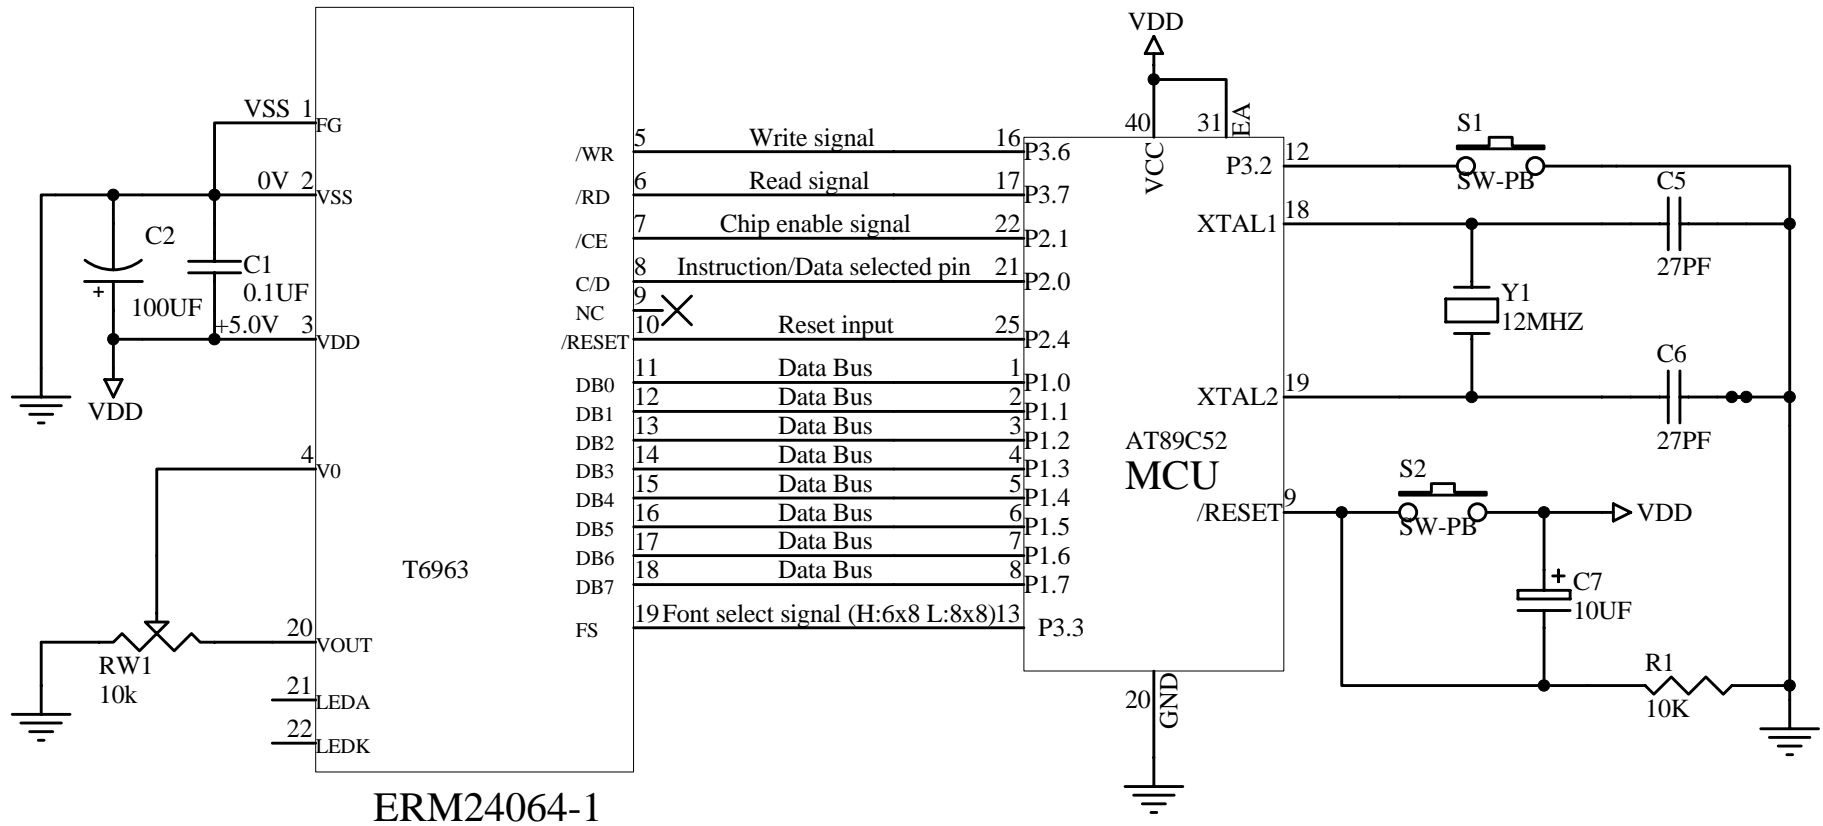 VSS 1
FG
0V 2
VSS
C2
C1
0.1UF
100UF
+
+5.0V 3
VDD
VDD
4
V0
20
VOUT
RW1
10k
21
LEDA
22
LEDK
T6963
ERM24064-1
/WR 5 Write signal 16 P3.6
/RD 6 Read signal 17 P3.7
/CE 7 Chip enable signal 22 P2.1
C/D 8 Instruction/Data selected pin 21 P2.0
NC 9
/RESET 10 Reset input 25 P2.4
DB0 11 Data Bus 1 P1.0
DB1 12 Data Bus 2 P1.1
DB2 13 Data Bus 3 P1.2
DB3 14 Data Bus 4 P1.3
DB4 15 Data Bus 5 P1.4
DB5 16 Data Bus 6 P1.5
DB6 17 Data Bus 7 P1.6
DB7 18 Data Bus 8 P1.7
FS 19 Font select signal (H:6x8 L:8x8) 13 P3.3
VDD
40
VCC
31
EA
AT89C52
MCU
20
GND
P3.2 12
S1
SW-PB
XTAL1 18
C5
27PF
Y1
12MHZ
XTAL2 19
C6
27PF
/RESET 9
S2
SW-PB
VDD
+
C7
10UF
R1
10K